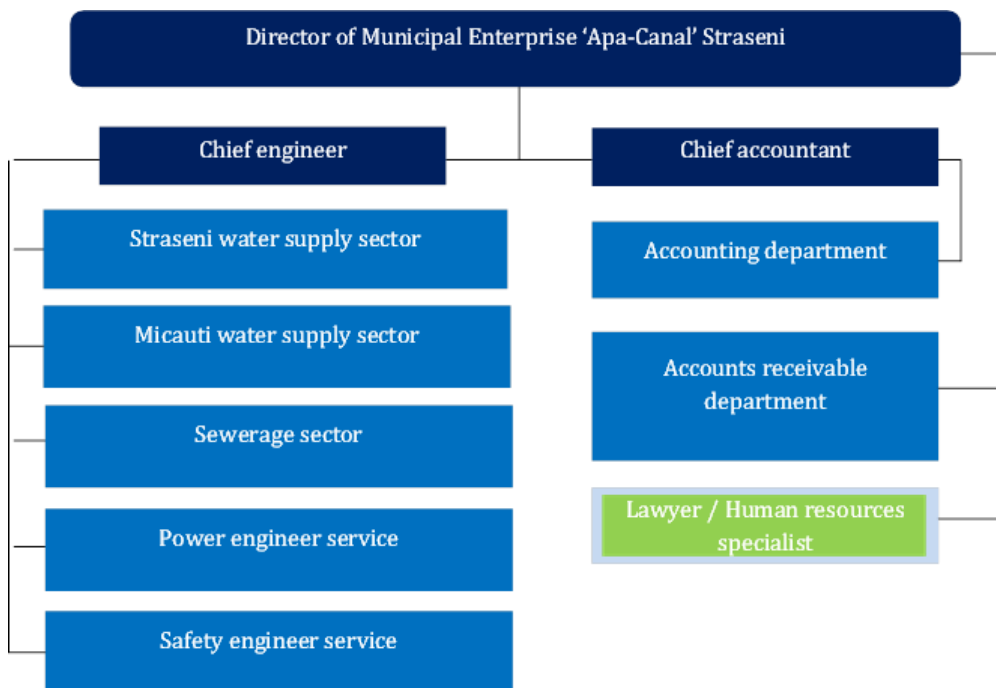 Director of Municipal Enterprise ‘Apa-Canal’ Straseni
Chief engineer
Chief accountant
Straseni water supply sector
Micauti water supply sector
Sewerage sector
Power engineer service
Safety engineer service
Accounting department
Accounts receivable
department
Lawyer / Human resources
specialist